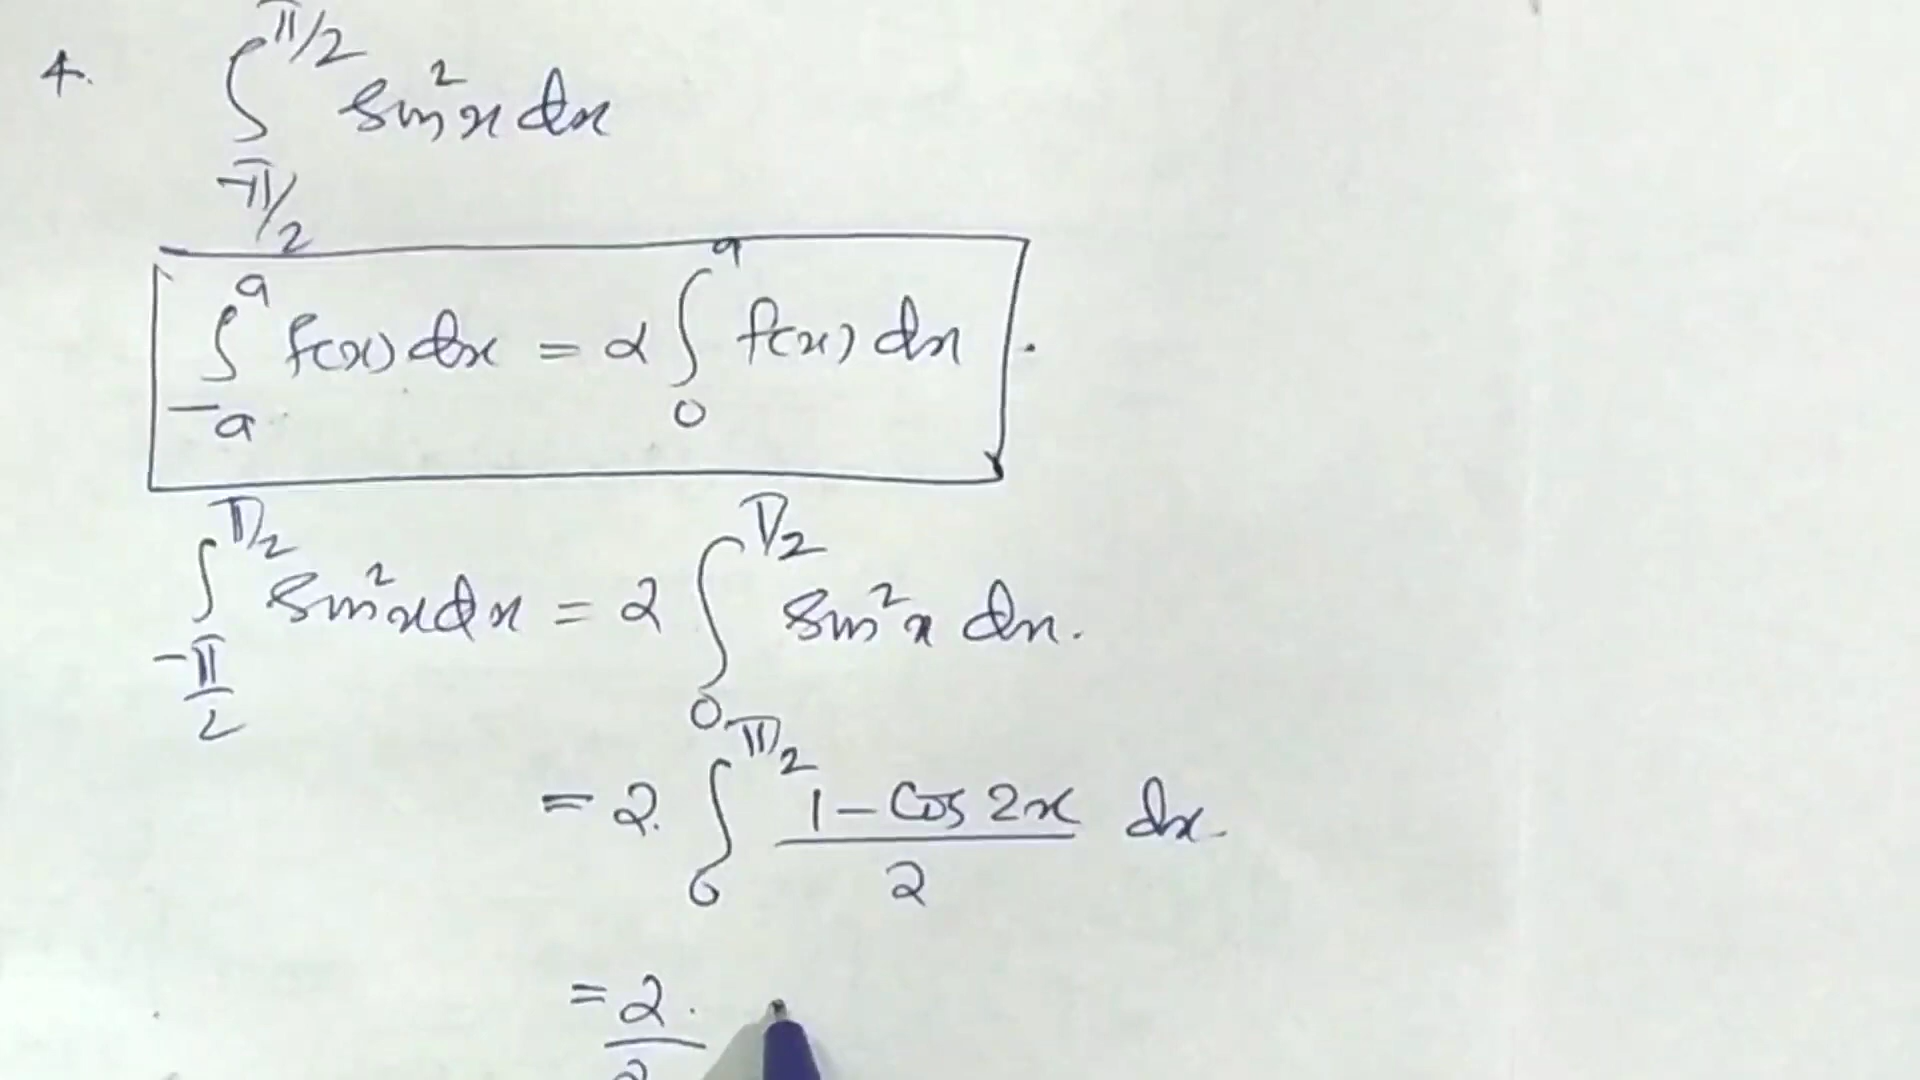 4. ∫_{-π/2}^{π/2} sin²x dx
∫_{-a}^{a} f(x) dx = 2 ∫_{0}^{a} f(x) dx.
∫_{-π/2}^{π/2} sin²x dx = 2 ∫_{0}^{π/2} sin²x dx.
= 2. ∫_{0}^{π/2} (1 - cos 2x)/2 dx.
= 2/2.